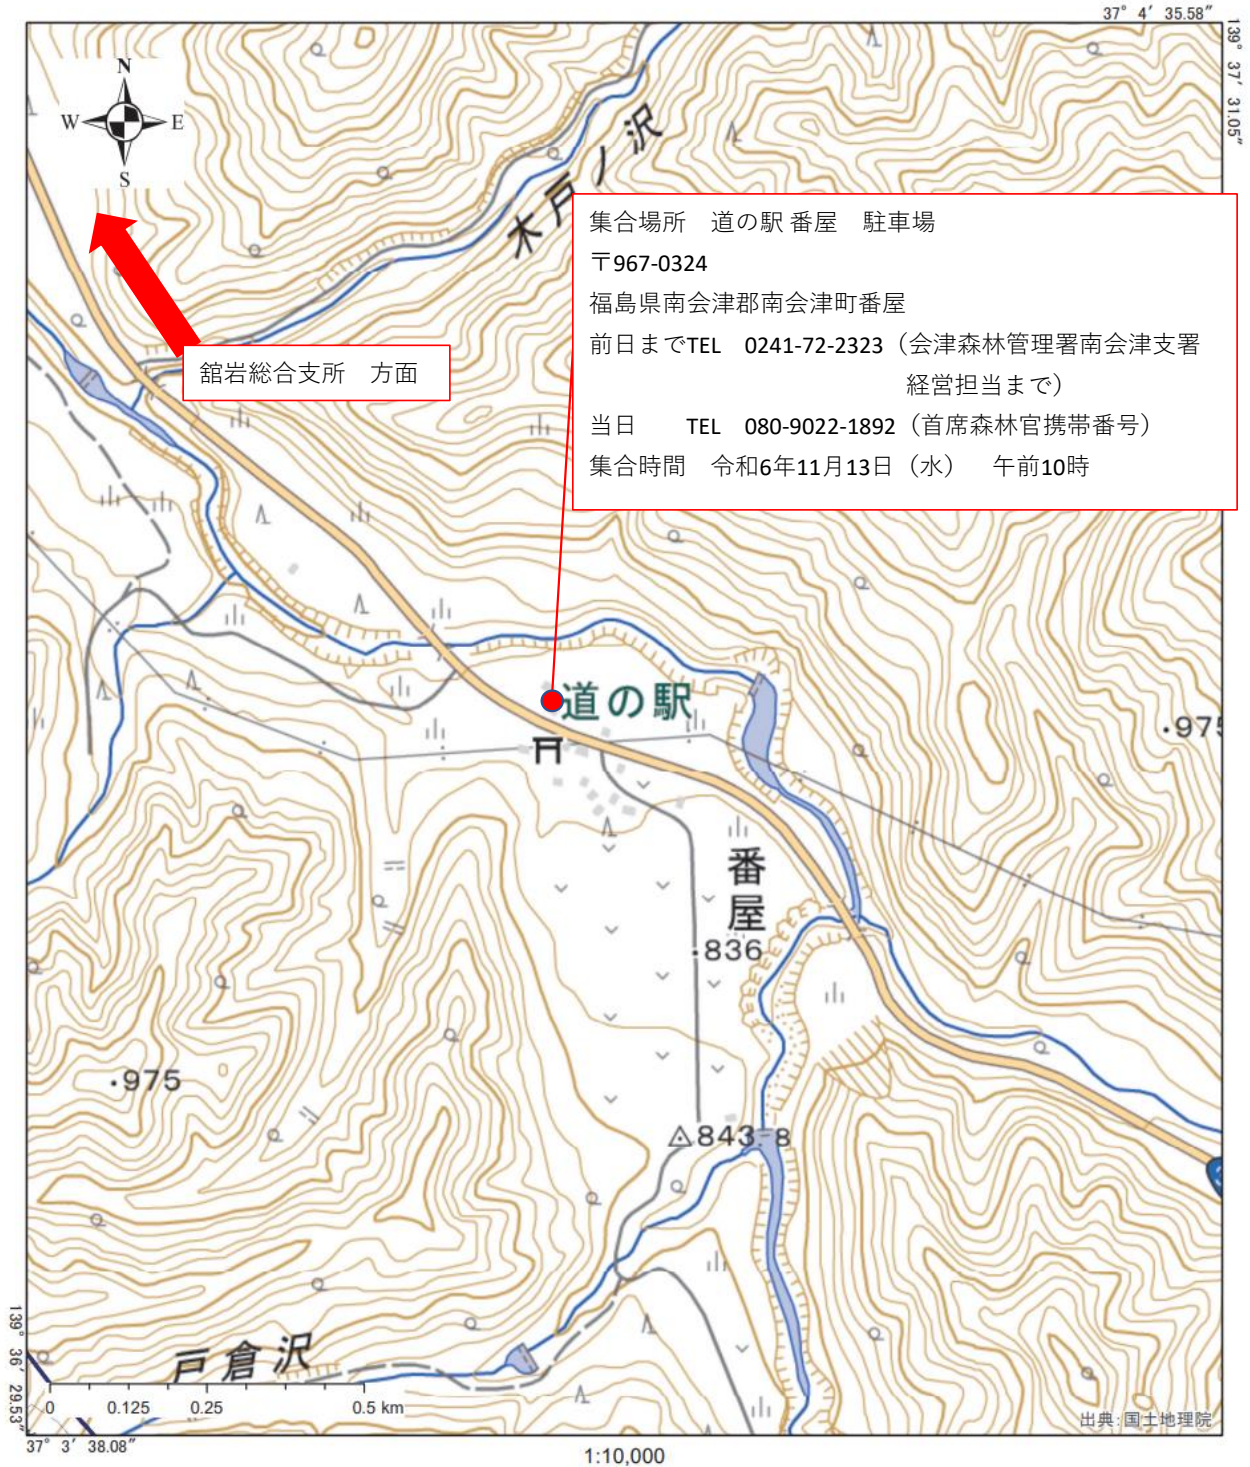 37° 4′ 35.58″
139° 37′ 31.05″
N
W E
S
木戸ノ沢
集合場所　道の駅 番屋　駐車場
〒967-0324
福島県南会津郡南会津町番屋
前日までTEL　0241-72-2323（会津森林管理署南会津支署
経営担当まで）
当日　　TEL　080-9022-1892（首席森林官携帯番号）
集合時間　令和6年11月13日（水）　午前10時
舘岩総合支所　方面
道の駅
・975
番屋
・836
・975
843.8
戸倉沢
0 0.125 0.25 0.5 km
139° 36′ 29.53″
37° 3′ 38.08″
出典:国土地理院
1:10,000